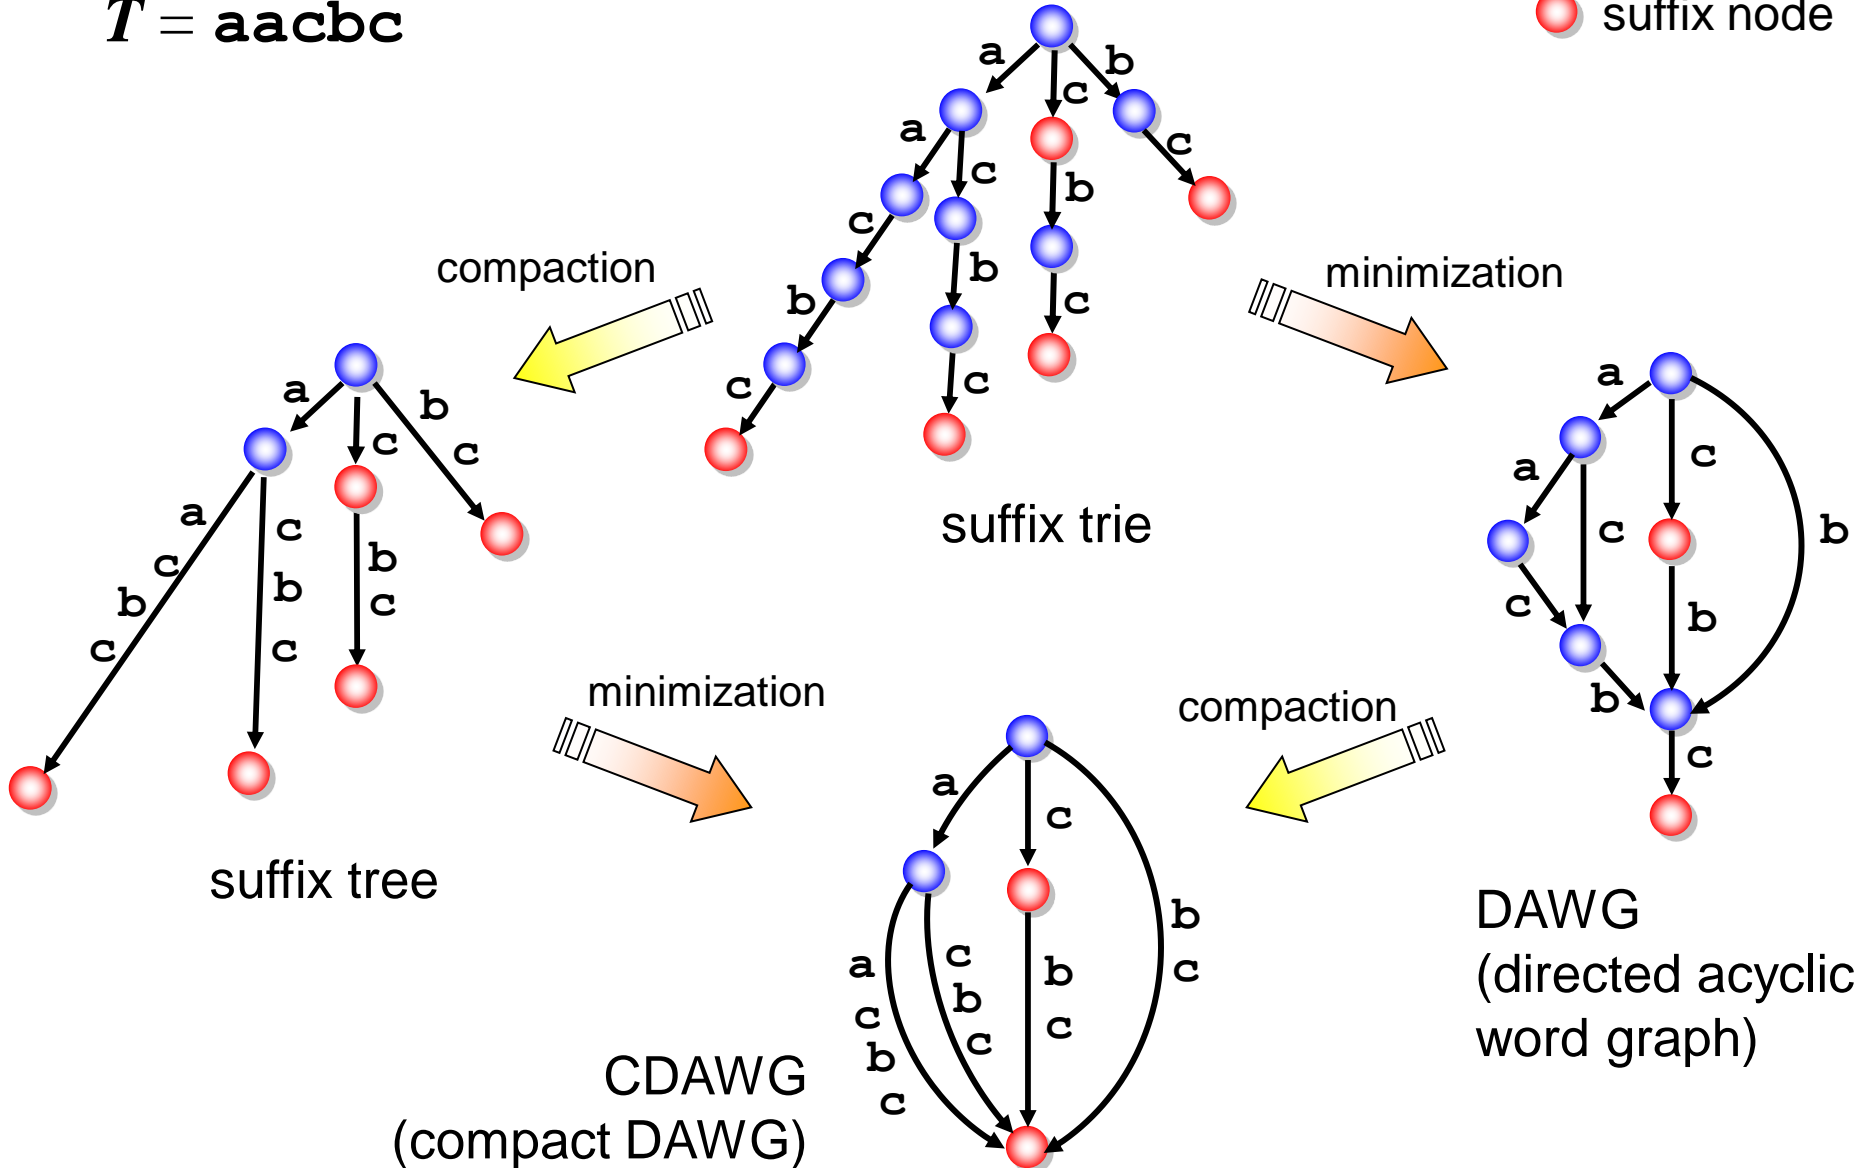 T = aacbc
suffix node
a
c
b
a
c
c
c
b
b
b
c
c
c
compaction
minimization
suffix trie
a
c
b
c
a
c
b
c
c
b
c
b
c
suffix tree
a
c
b
a
c
c
b
b
c
DAWG
(directed acyclic
word graph)
minimization
compaction
a
c
b
c
a
c
b
c
c
b
c
b
c
CDAWG
(compact DAWG)